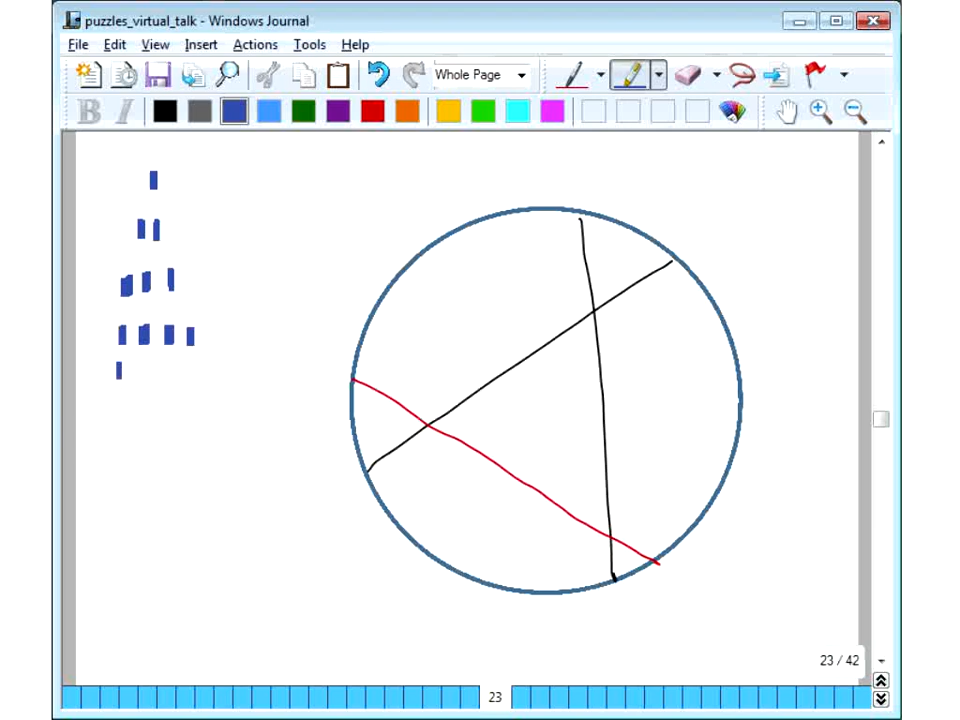 puzzles_virtual_talk - Windows Journal
File Edit View Insert Actions Tools Help
Whole Page
B I
23 / 42
23